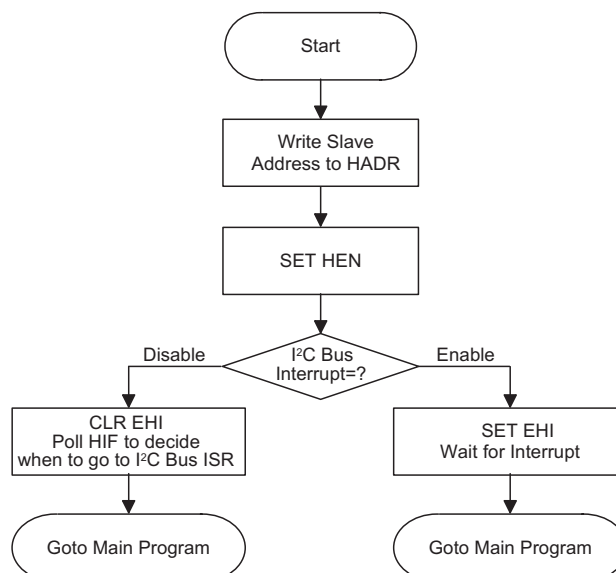 Start
Write Slave
Address to HADR
SET HEN
Disable
I²C Bus
Interrupt=?
Enable
CLR EHI
Poll HIF to decide
when to go to I²C Bus ISR
SET EHI
Wait for Interrupt
Goto Main Program
Goto Main Program